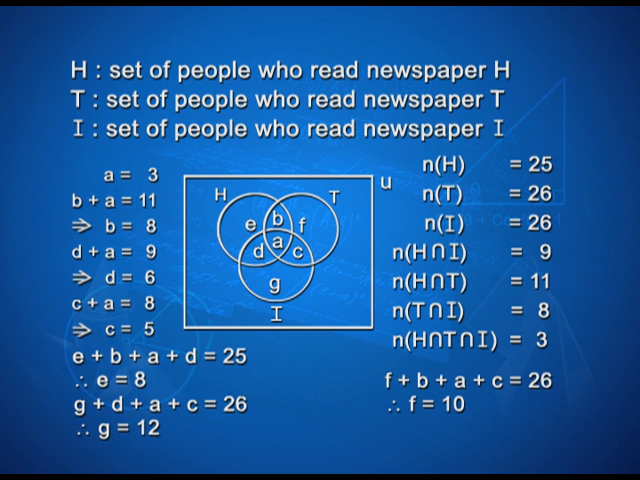 H : set of people who read newspaper H
T : set of people who read newspaper T
I : set of people who read newspaper I
a = 3
b + a = 11
⇒ b = 8
d + a = 9
⇒ d = 6
c + a = 8
⇒ c = 5
e + b + a + d = 25
∴ e = 8
g + d + a + c = 26
∴ g = 12
H
T
u
e
b
f
d
a
c
g
I
n(H) = 25
n(T) = 26
n(I) = 26
n(H∩I) = 9
n(H∩T) = 11
n(T∩I) = 8
n(H∩T∩I) = 3
f + b + a + c = 26
∴ f = 10